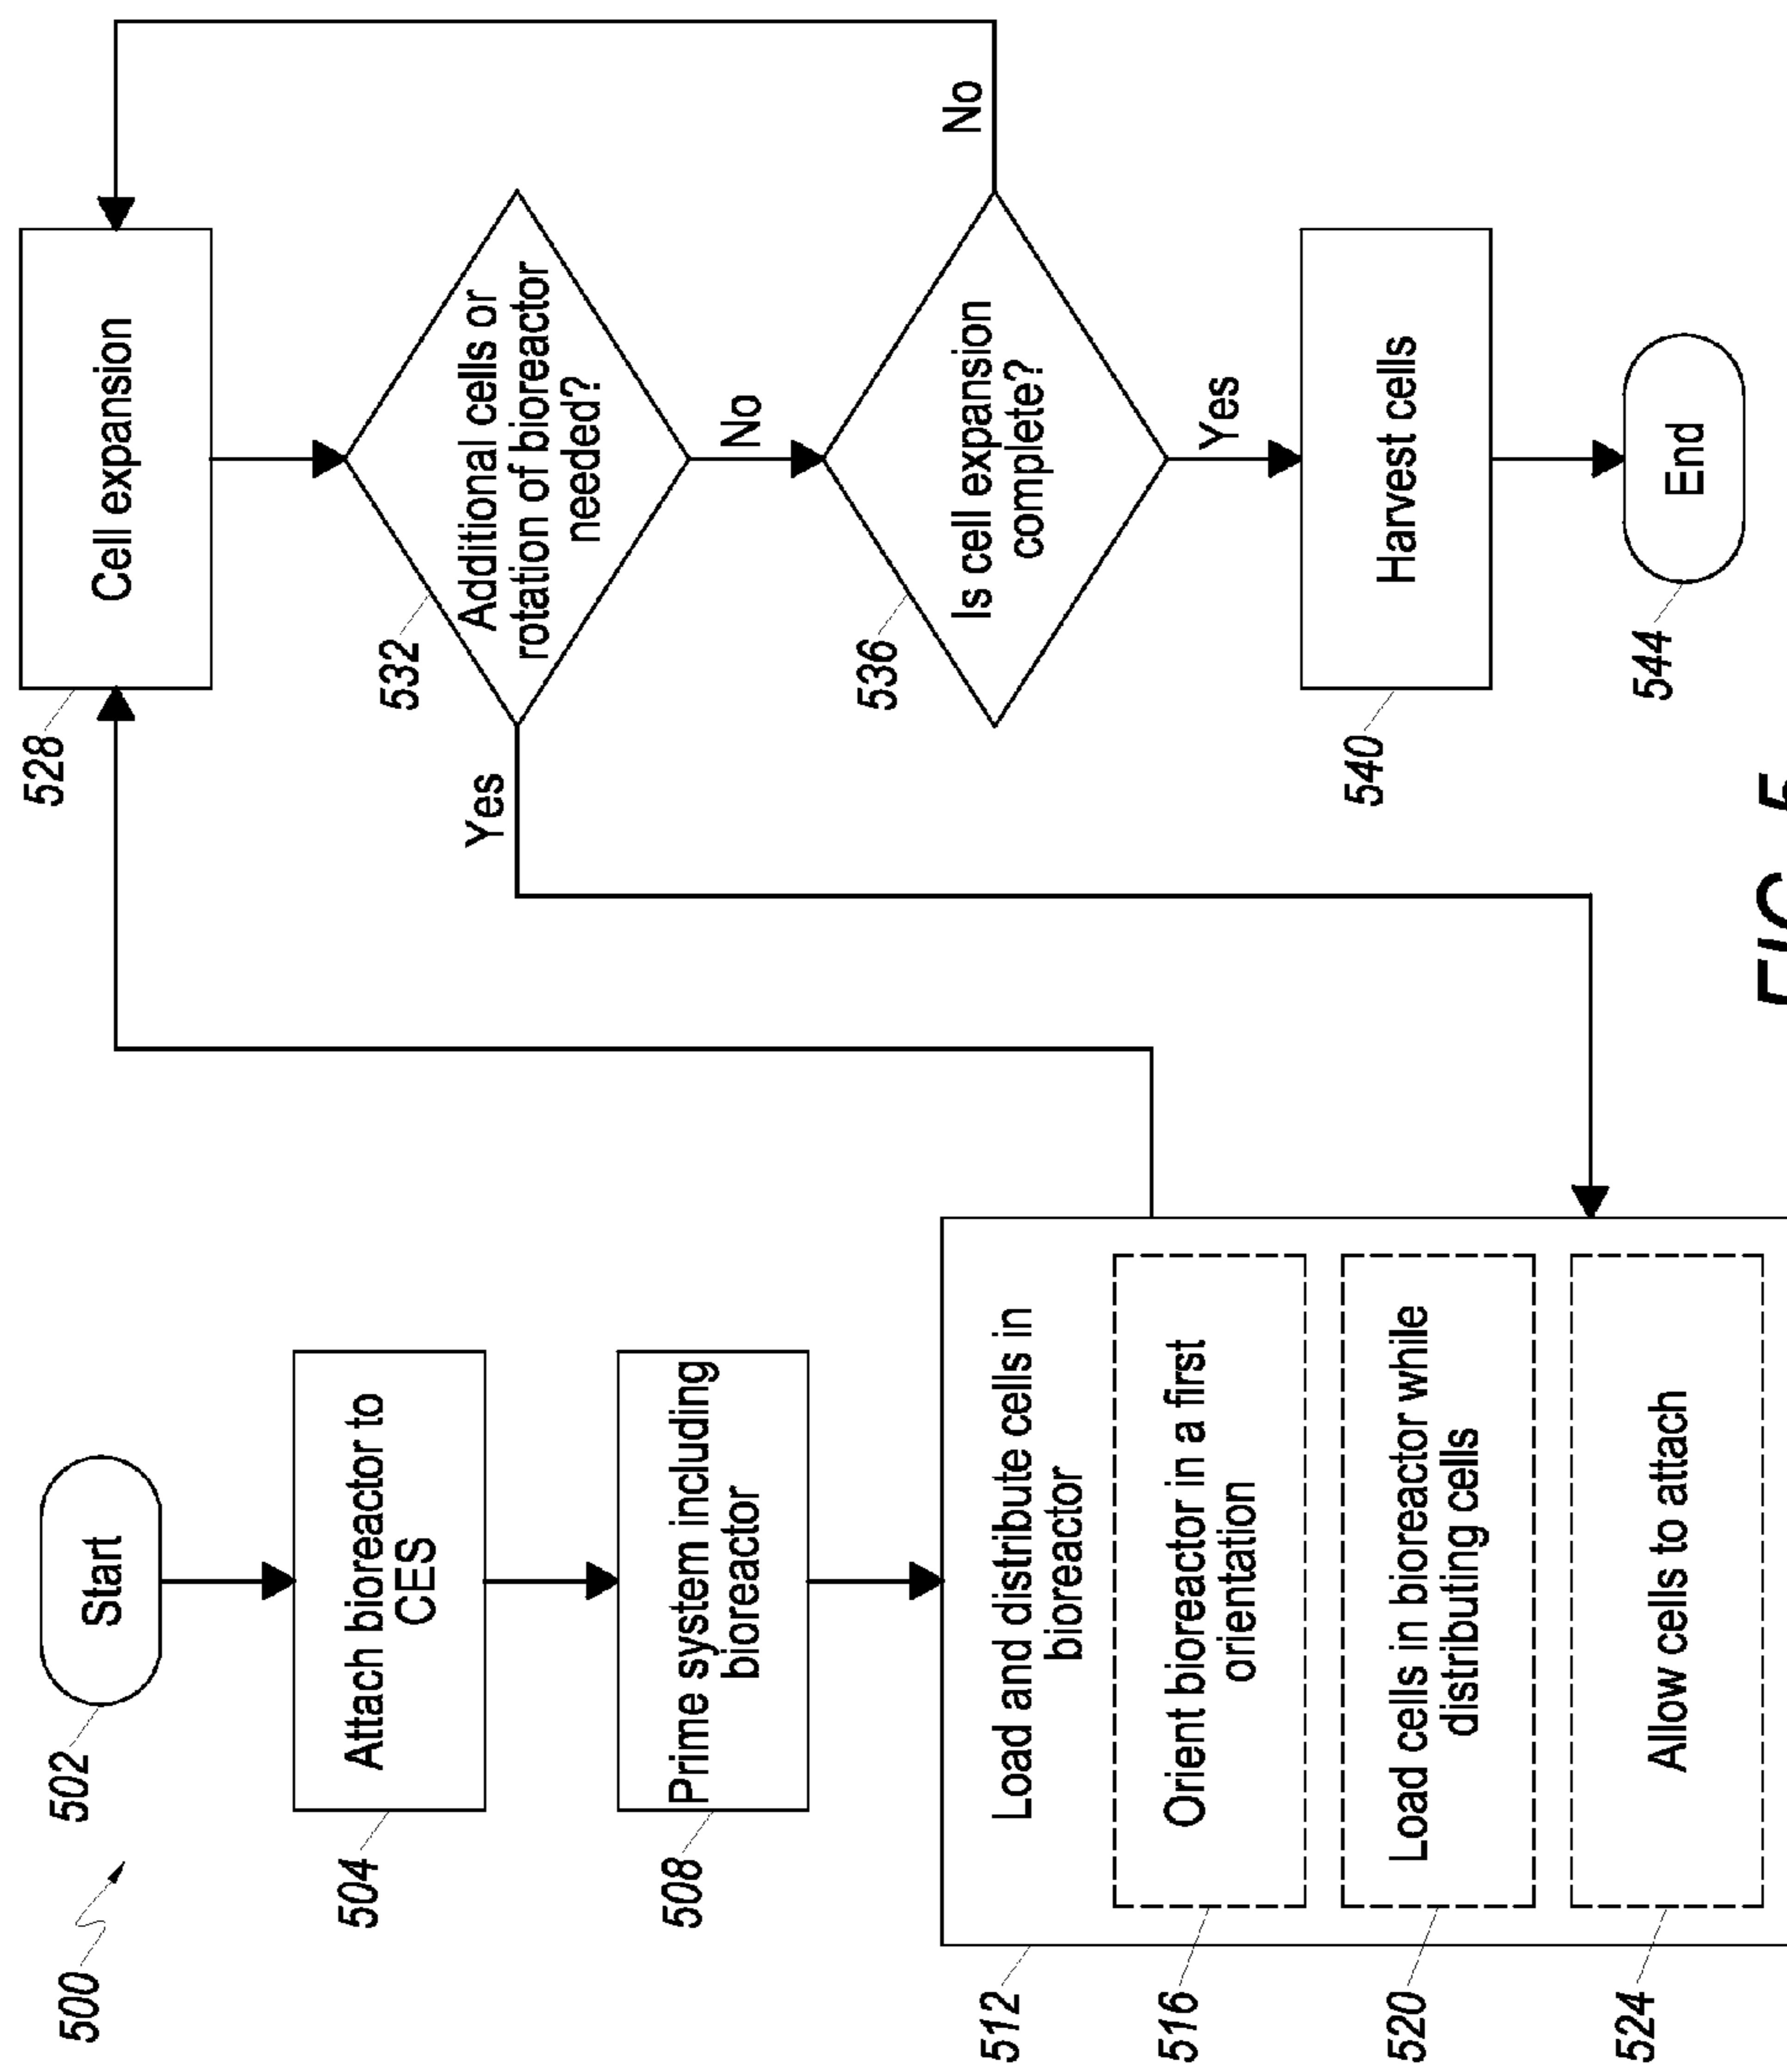 500
502
Start
504
Attach bioreactor to
CES
508
Prime system including
bioreactor
512
Load and distribute cells in
bioreactor
516
Orient bioreactor in a first
orientation
520
Load cells in bioreactor while
distributing cells
524
Allow cells to attach
528
Cell expansion
532
Additional cells or
rotation of bioreactor
needed?
Yes
No
536
Is cell expansion
complete?
No
Yes
540
Harvest cells
544
End